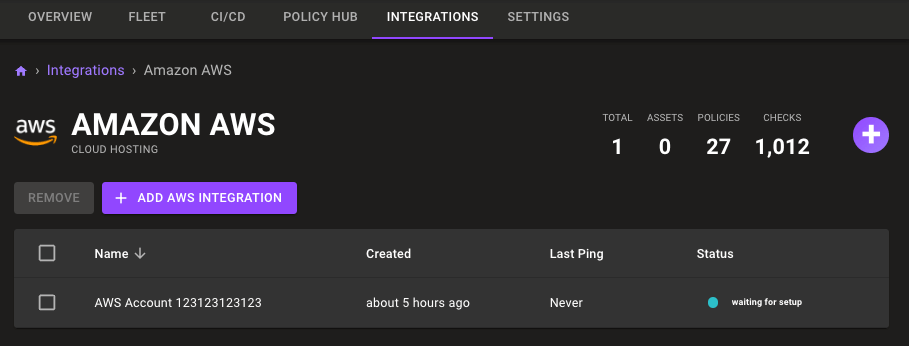 OVERVIEW FLEET CI/CD POLICY HUB INTEGRATIONS SETTINGS
› Integrations › Amazon AWS
aws AMAZON AWS
CLOUD HOSTING
TOTAL ASSETS POLICIES CHECKS
1 0 27 1,012
REMOVE + ADD AWS INTEGRATION
Name ↓ Created Last Ping Status
AWS Account 123123123123 about 5 hours ago Never waiting for setup